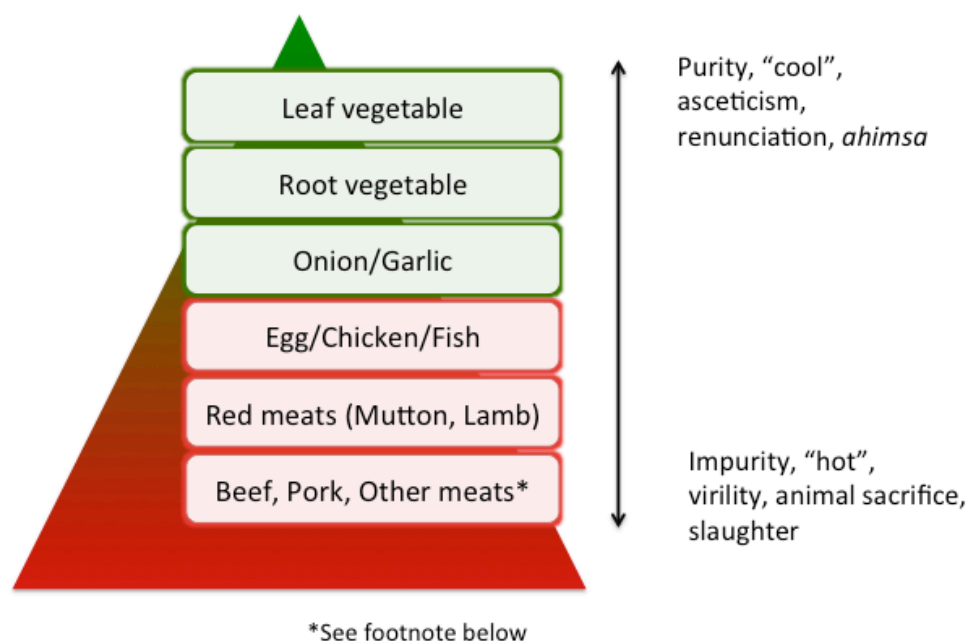 Leaf vegetable
Root vegetable
Onion/Garlic
Egg/Chicken/Fish
Red meats (Mutton, Lamb)
Beef, Pork, Other meats*
Purity, “cool”,
asceticism,
renunciation, ahimsa
Impurity, “hot”,
virility, animal sacrifice,
slaughter
*See footnote below